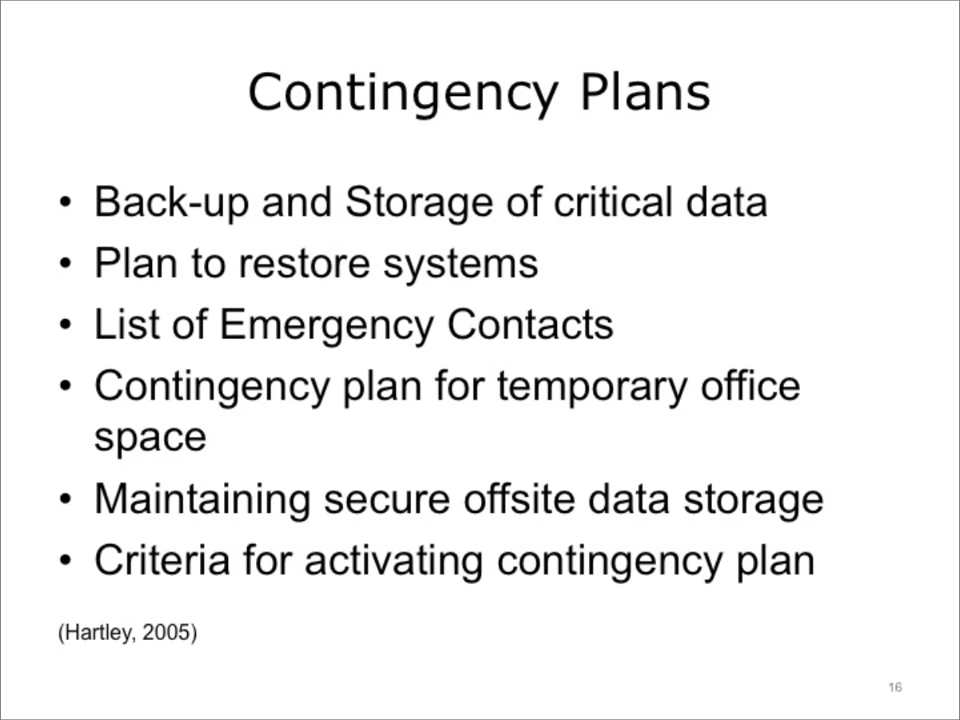 Contingency Plans
• Back-up and Storage of critical data
• Plan to restore systems
• List of Emergency Contacts
• Contingency plan for temporary office
space
• Maintaining secure offsite data storage
• Criteria for activating contingency plan
(Hartley, 2005)
16